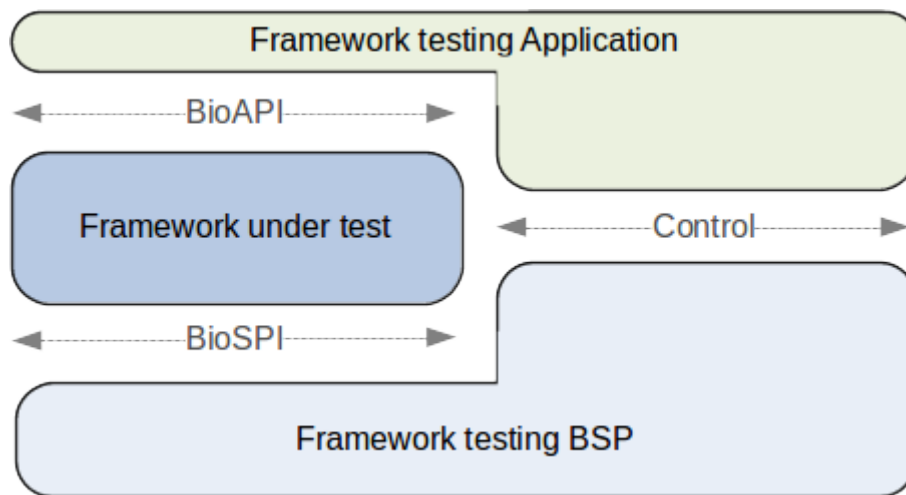 Framework testing Application
BioAPI
Framework under test
Control
BioSPI
Framework testing BSP